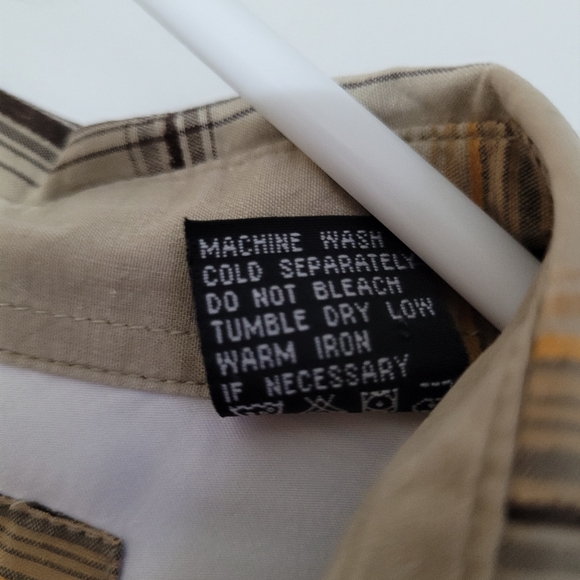 MACHINE WASH
COLD SEPARATELY
DO NOT BLEACH
TUMBLE DRY LOW
WARM IRON
IF NECESSARY